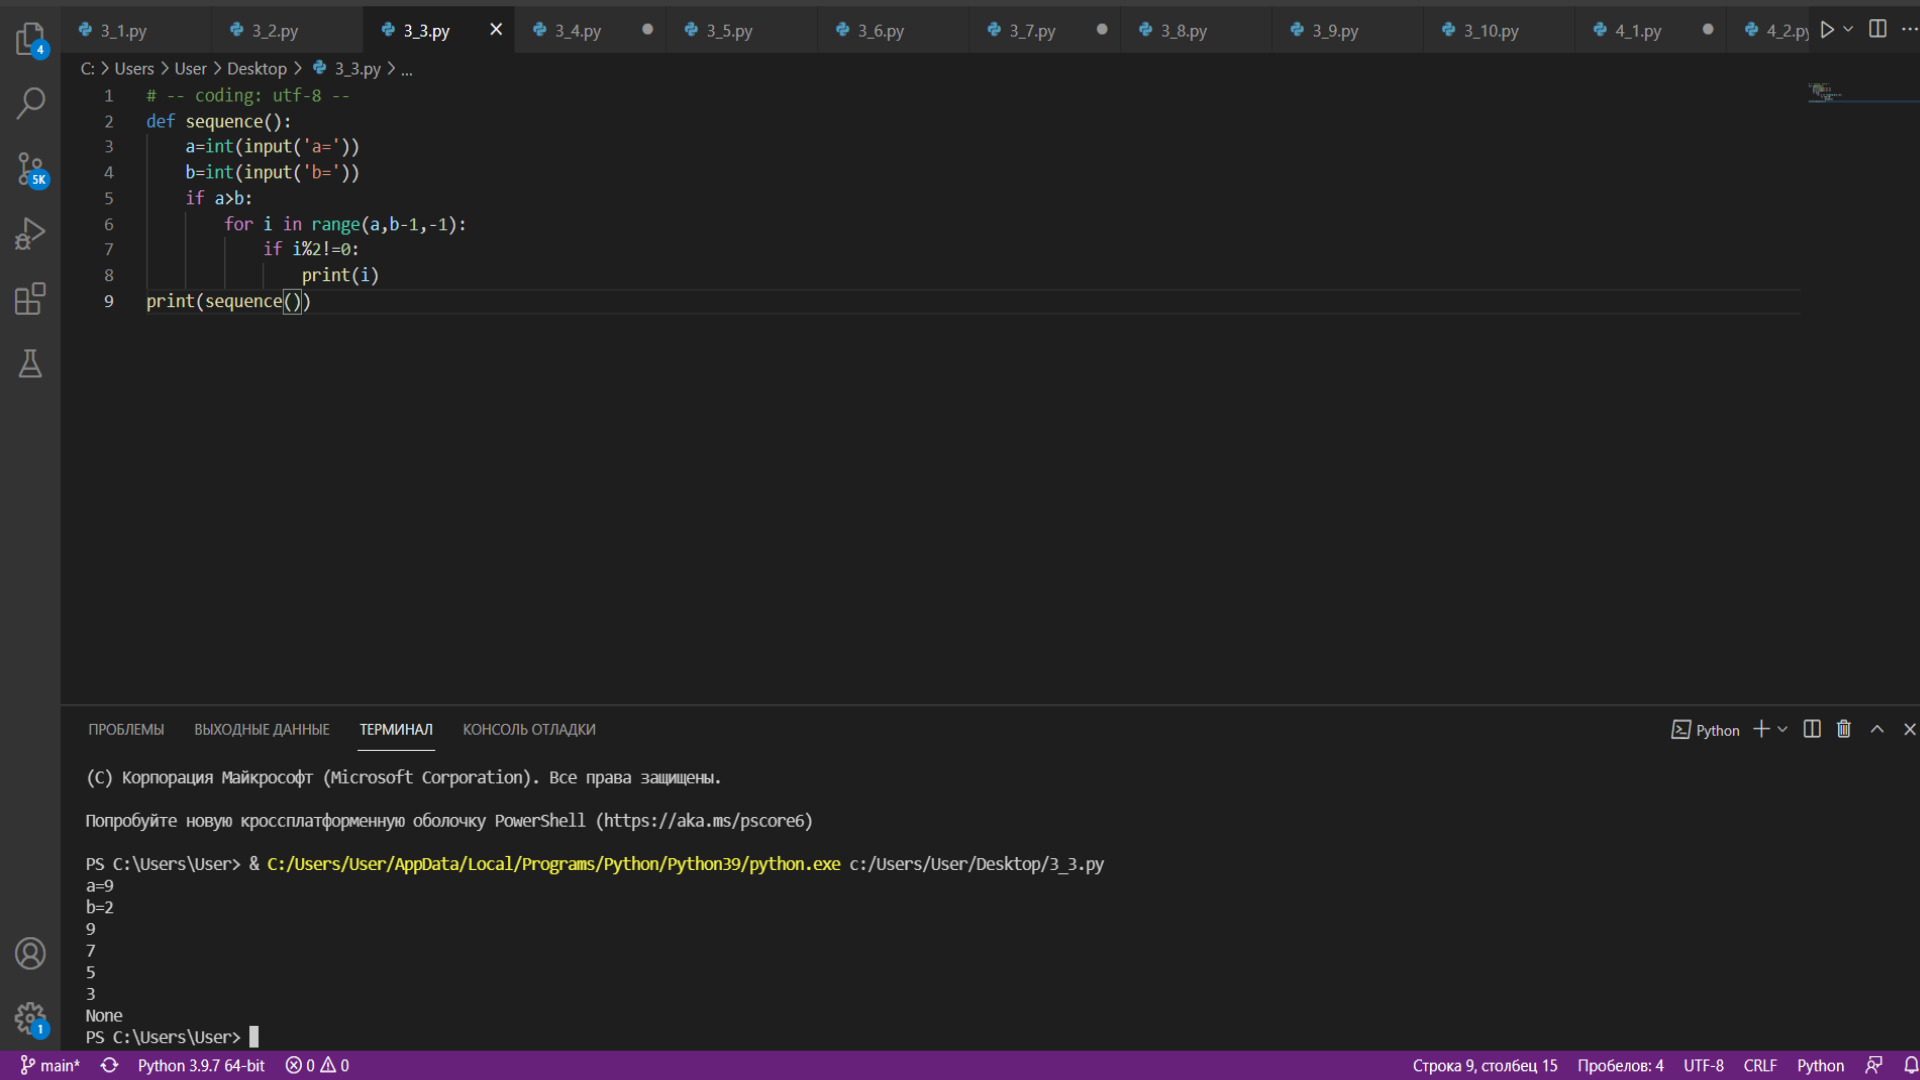 3_1.py 3_2.py 3_3.py 3_4.py 3_5.py 3_6.py 3_7.py 3_8.py 3_9.py 3_10.py 4_1.py 4_2.py
4
C: > Users > User > Desktop > 3_3.py > ...
1 # -- coding: utf-8 --
2 def sequence():
3 a=int(input('a='))
4 b=int(input('b='))
5K
5 if a>b:
6 for i in range(a,b-1,-1):
7 if i%2!=0:
8 print(i)
9 print(sequence())
ПРОБЛЕМЫ ВЫХОДНЫЕ ДАННЫЕ ТЕРМИНАЛ КОНСОЛЬ ОТЛАДКИ Python
(C) Корпорация Майкрософт (Microsoft Corporation). Все права защищены.
Попробуйте новую кроссплатформенную оболочку PowerShell (https://aka.ms/pscore6)
PS C:\Users\User> & C:/Users/User/AppData/Local/Programs/Python/Python39/python.exe c:/Users/User/Desktop/3_3.py
a=9
b=2
9
7
5
3
None
1
PS C:\Users\User>
main* Python 3.9.7 64-bit 0 0 Строка 9, столбец 15 Пробелов: 4 UTF-8 CRLF Python